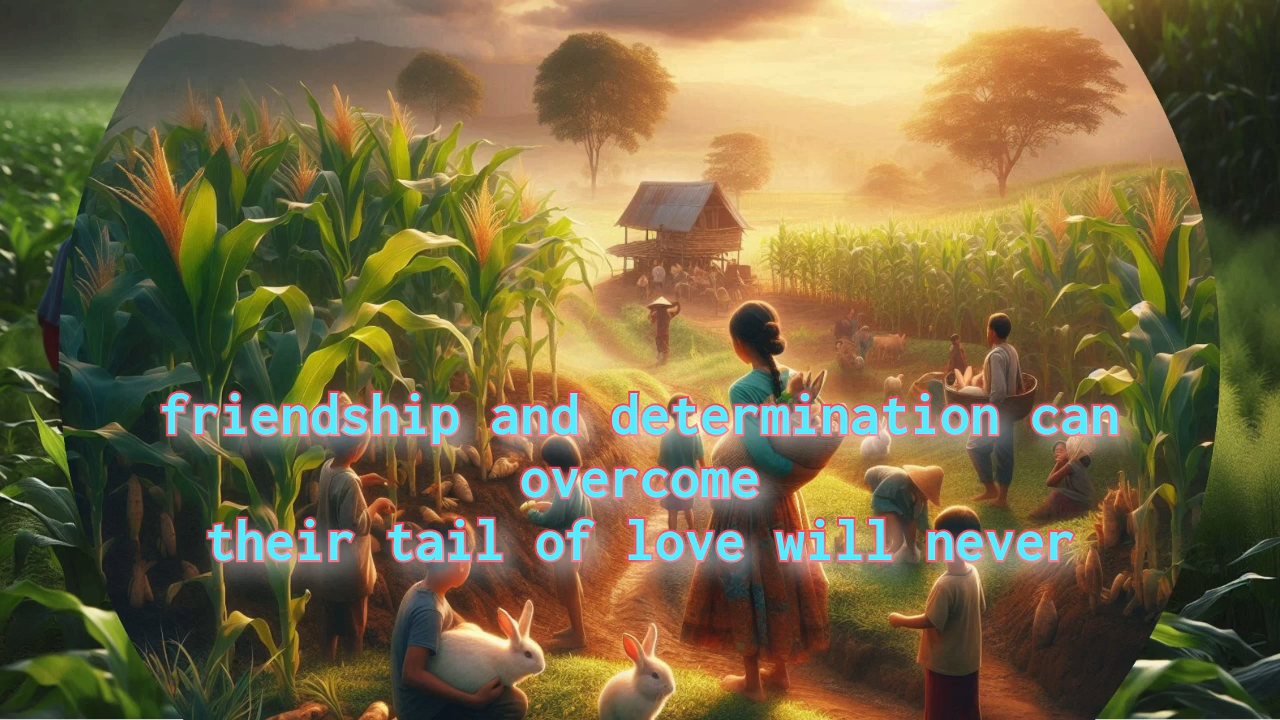 friendship and determination can
overcome
their tail of love will never